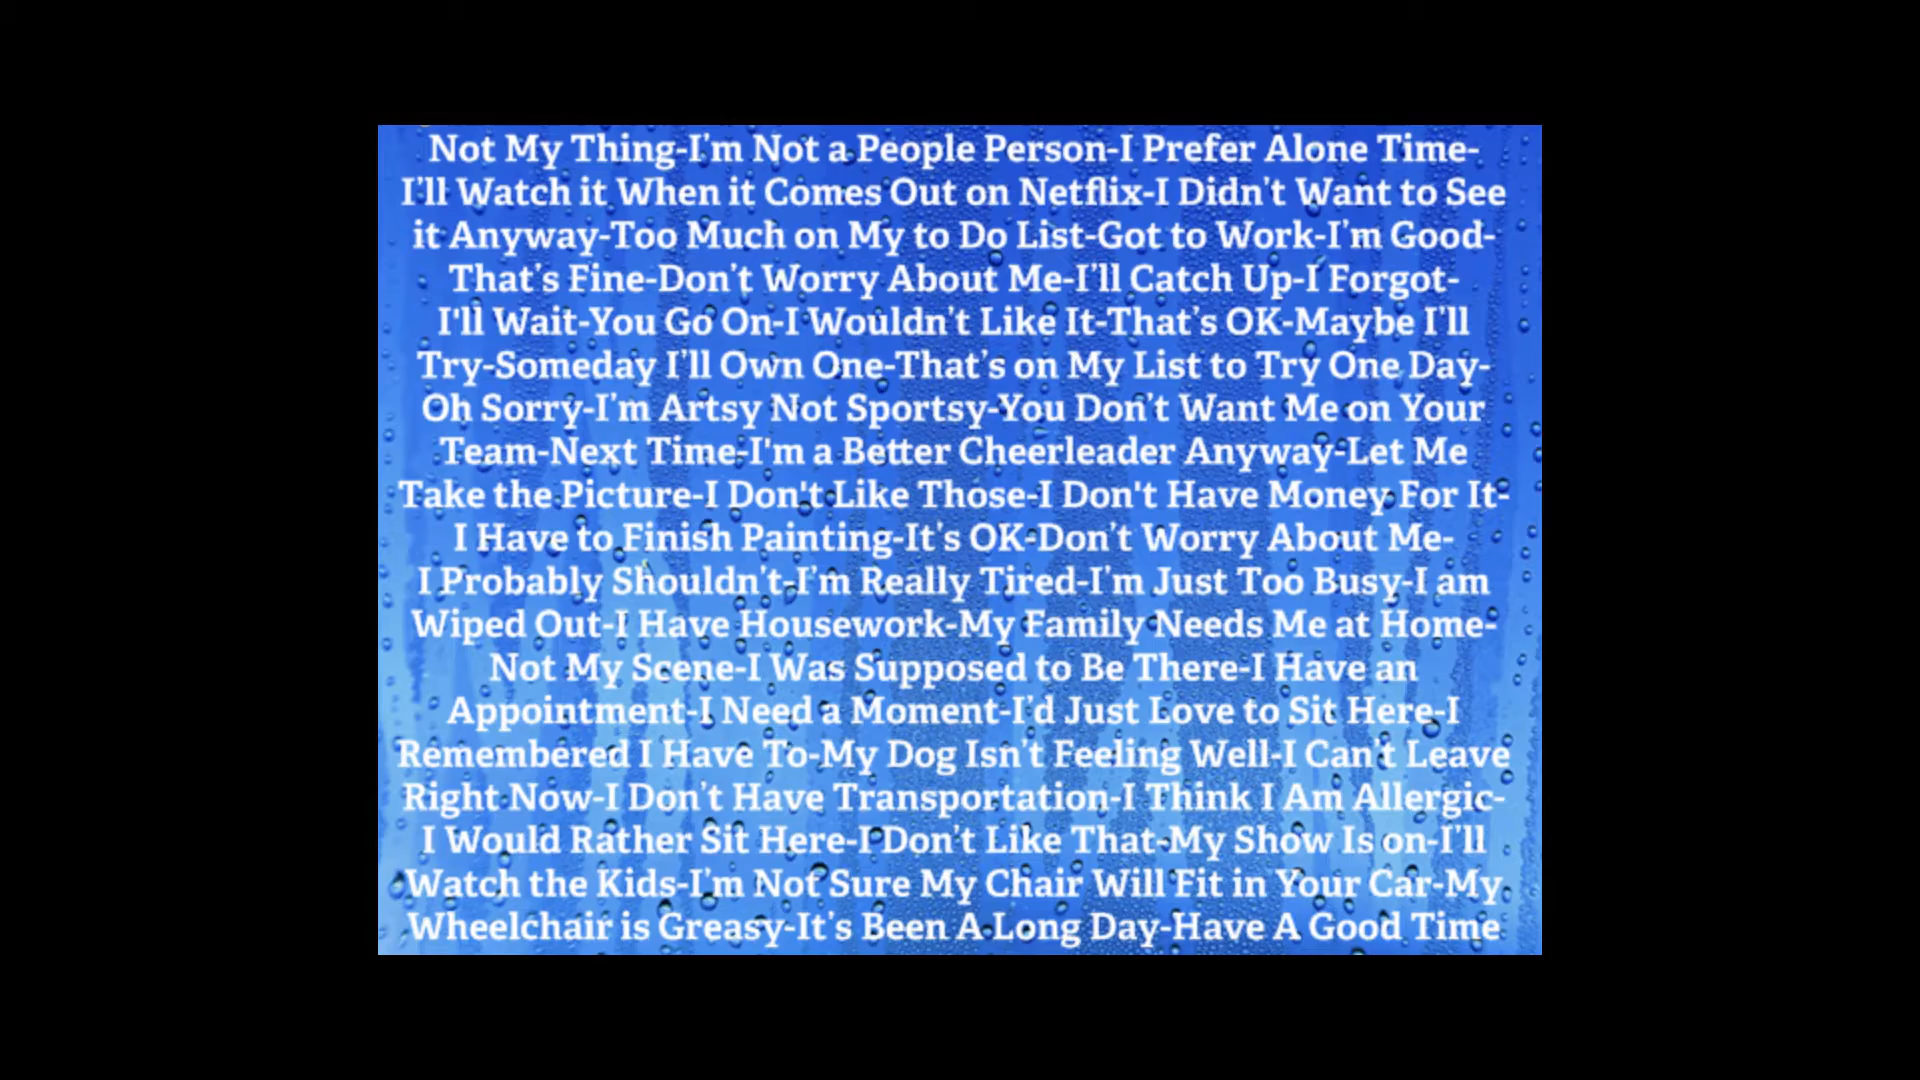 Not My Thing-I'm Not a People Person-I Prefer Alone Time-
I'll Watch it When it Comes Out on Netflix-I Didn't Want to See
it Anyway-Too Much on My to Do List-Got to Work-I'm Good-
That's Fine-Don't Worry About Me-I'll Catch Up-I Forgot-
I'll Wait-You Go On-I Wouldn't Like It-That's OK-Maybe I'll
Try-Someday I'll Own One-That's on My List to Try One Day-
Oh Sorry-I'm Artsy Not Sportsy-You Don't Want Me on Your
Team-Next Time-I'm a Better Cheerleader Anyway-Let Me
Take the Picture-I Don't Like Those-I Don't Have Money For It-
I Have to Finish Painting-It's OK-Don't Worry About Me-
I Probably Shouldn't-I'm Really Tired-I'm Just Too Busy-I am
Wiped Out-I Have Housework-My Family Needs Me at Home-
Not My Scene-I Was Supposed to Be There-I Have an
Appointment-I Need a Moment-I'd Just Love to Sit Here-I
Remembered I Have To-My Dog Isn't Feeling Well-I Can't Leave
Right Now-I Don't Have Transportation-I Think I Am Allergic-
I Would Rather Sit Here-I Don't Like That-My Show Is on-I'll
Watch the Kids-I'm Not Sure My Chair Will Fit in Your Car-My
Wheelchair is Greasy-It's Been A Long Day-Have A Good Time